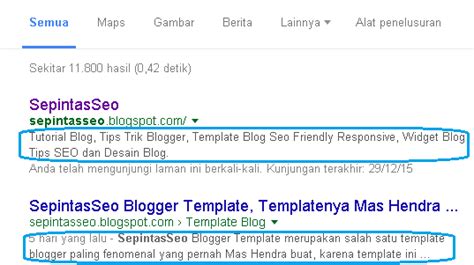 Semua Maps Gambar Berita Lainnya Alat penelusuran
Sekitar 11.800 hasil (0,42 detik)
SepintasSeo
sepintasseo.blogspot.com/
Tutorial Blog, Tips Trik Blogger, Template Blog Seo Friendly Responsive, Widget Blog
Tips SEO dan Desain Blog.
Anda telah mengunjungi laman ini berkali-kali. Kunjungan terakhir: 29/12/15
SepintasSeo Blogger Template, Templatenya Mas Hendra ...
sepintasseo.blogspot.com › Template Blog
5 hari yang lalu - SepintasSeo Blogger Template merupakan salah satu template
blogger paling fenomenal yang pernah Mas Hendra buat, karena template ini ...